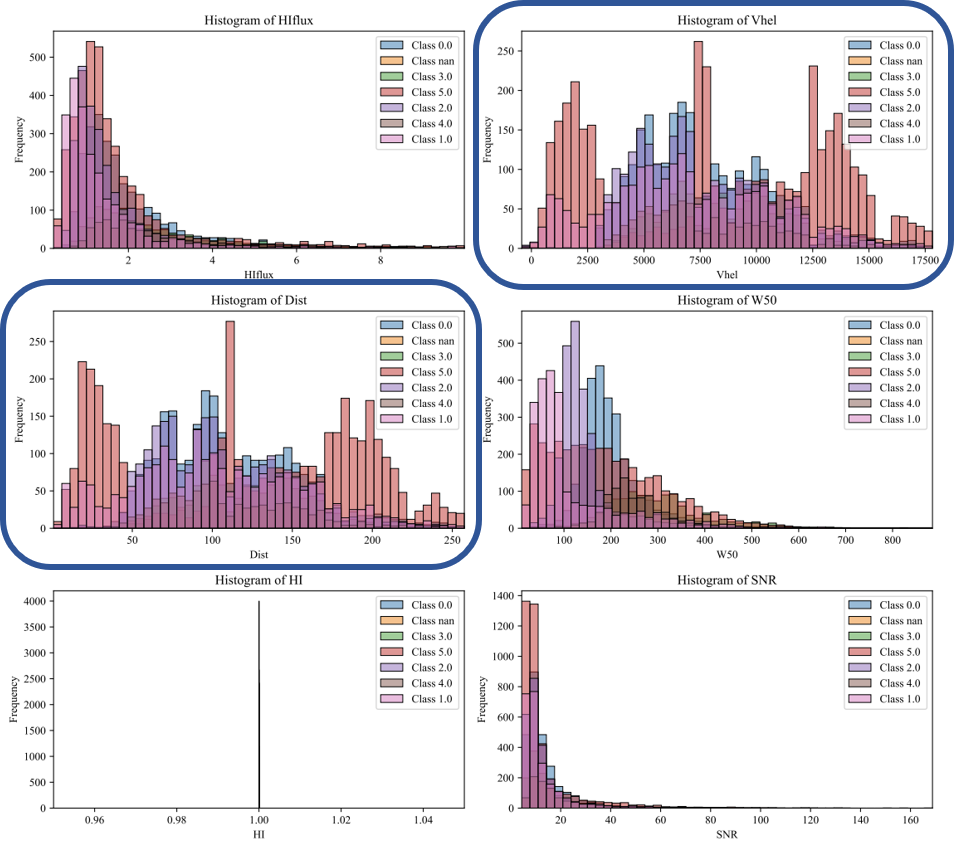 Histogram of HIflux
Frequency
500
400
300
200
100
0
2
4
6
8
HIflux
Class 0.0
Class nan
Class 3.0
Class 5.0
Class 2.0
Class 4.0
Class 1.0
Histogram of Vhel
Frequency
250
200
150
100
50
0
0
2500
5000
7500
10000
12500
15000
17500
Vhel
Class 0.0
Class nan
Class 3.0
Class 5.0
Class 2.0
Class 4.0
Class 1.0
Histogram of Dist
Frequency
250
200
150
100
50
0
50
100
150
200
250
Dist
Class 0.0
Class nan
Class 3.0
Class 5.0
Class 2.0
Class 4.0
Class 1.0
Histogram of W50
Frequency
500
400
300
200
100
0
100
200
300
400
500
600
700
800
W50
Class 0.0
Class nan
Class 3.0
Class 5.0
Class 2.0
Class 4.0
Class 1.0
Histogram of HI
Frequency
4000
3500
3000
2500
2000
1500
1000
500
0
0.96
0.98
1.00
1.02
1.04
HI
Class 0.0
Class nan
Class 3.0
Class 5.0
Class 2.0
Class 4.0
Class 1.0
Histogram of SNR
Frequency
1400
1200
1000
800
600
400
200
0
20
40
60
80
100
120
140
160
SNR
Class 0.0
Class nan
Class 3.0
Class 5.0
Class 2.0
Class 4.0
Class 1.0